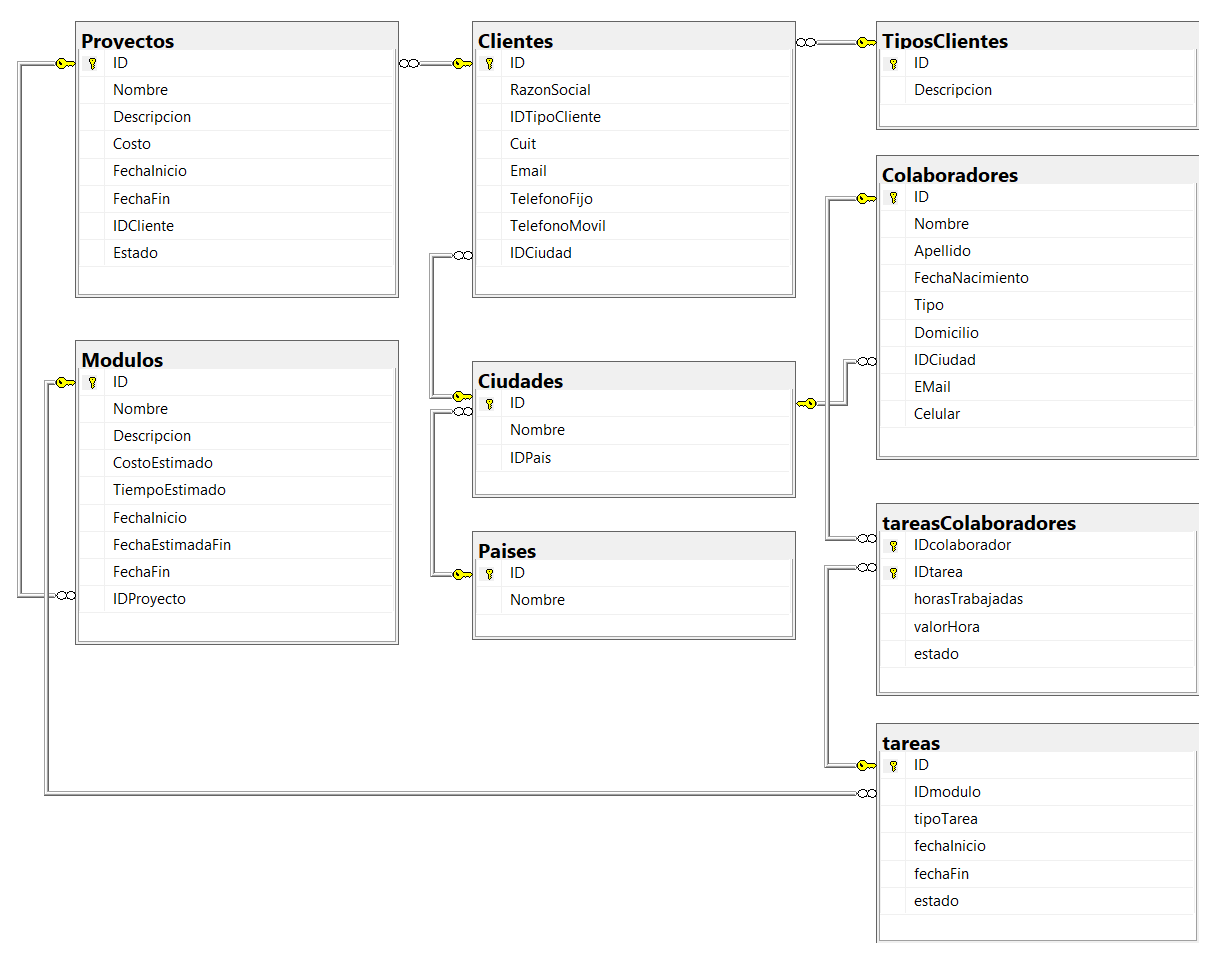 Proyectos
ID
Nombre
Descripcion
Costo
FechaInicio
FechaFin
IDCliente
Estado
Clientes
ID
RazonSocial
IDTipoCliente
Cuit
Email
TelefonoFijo
TelefonoMovil
IDCiudad
TiposClientes
ID
Descripcion
Colaboradores
ID
Nombre
Apellido
FechaNacimiento
Tipo
Domicilio
IDCiudad
EMail
Celular
Modulos
ID
Nombre
Descripcion
CostoEstimado
TiempoEstimado
FechaInicio
FechaEstimadaFin
FechaFin
IDProyecto
Ciudades
ID
Nombre
IDPais
Paises
ID
Nombre
tareasColaboradores
IDcolaborador
IDtarea
horasTrabajadas
valorHora
estado
tareas
ID
IDmodulo
tipoTarea
fechaInicio
fechaFin
estado